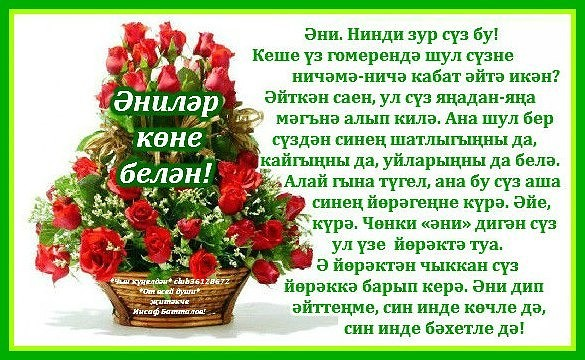 Әниләр
көне
белән!
Әни. Нинди зур сүз бу!
Кеше үз гомерендә шул сүзне
ничәмә-ничә кабат әйтә икән?
Әйткән саен, ул сүз яңадан-яңа
мәгънә алып килә. Ана шул бер
сүздән синең шатлыгыңны да,
кайгыңны да, уйларыңны да белә.
Алай гына түгел, ана бу сүз аша
синең йөрәгеңне күрә. Әйе,
күрә. Чөнки «әни» дигән сүз
ул үзе йөрәктә туа.
Ә йөрәктән чыккан сүз
йөрәккә барып керә. Әни дип
әйттеңме, син инде көчле дә,
син инде бәхетле дә!
*Чын күңелдән* club36128672
*От всей души*
җитәкче
Инсаф Батталов!